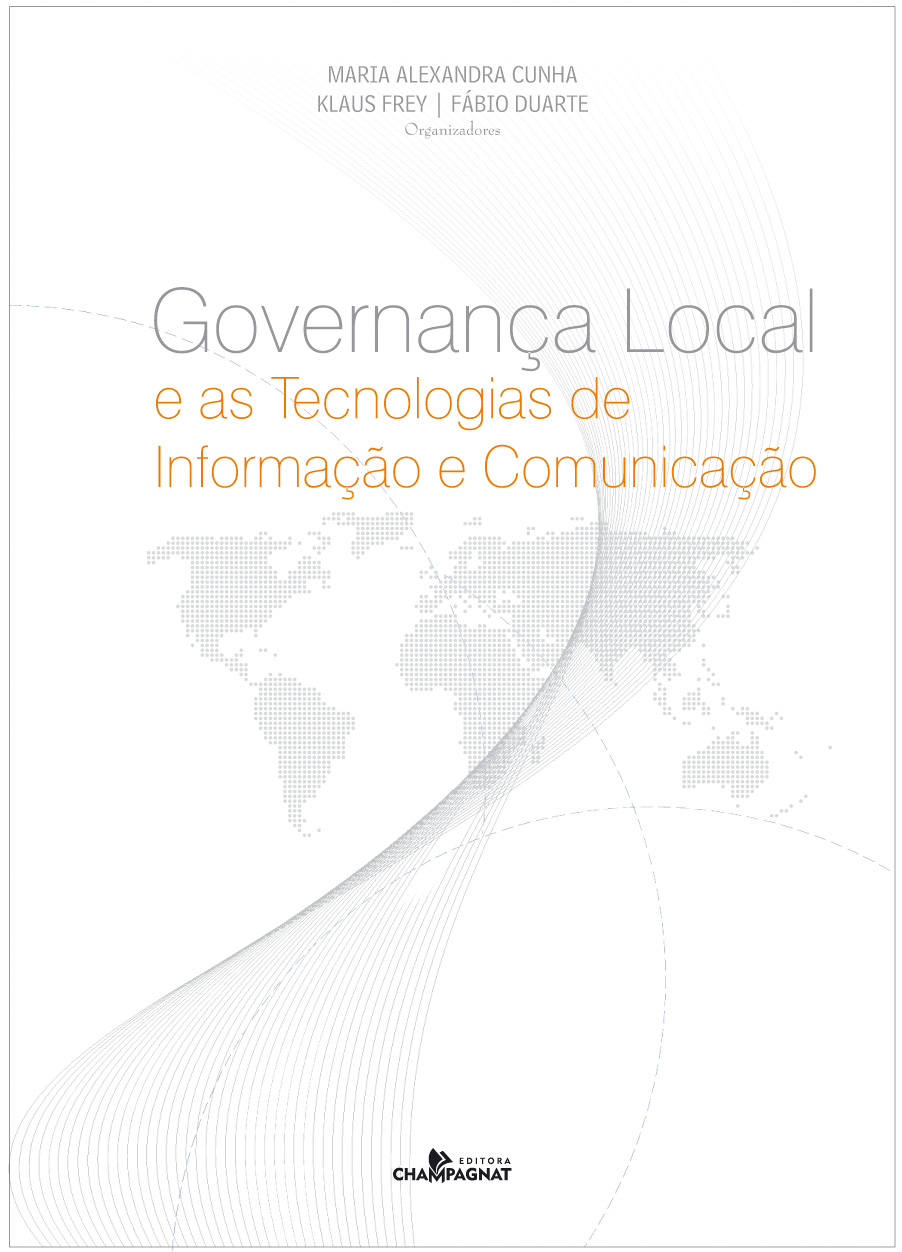 MARIA ALEXANDRA CUNHA
KLAUS FREY | FÁBIO DUARTE
Organizadores
Governança Local
e as Tecnologias de
Informação e Comunicação
EDITORA
CHAMPAGNAT